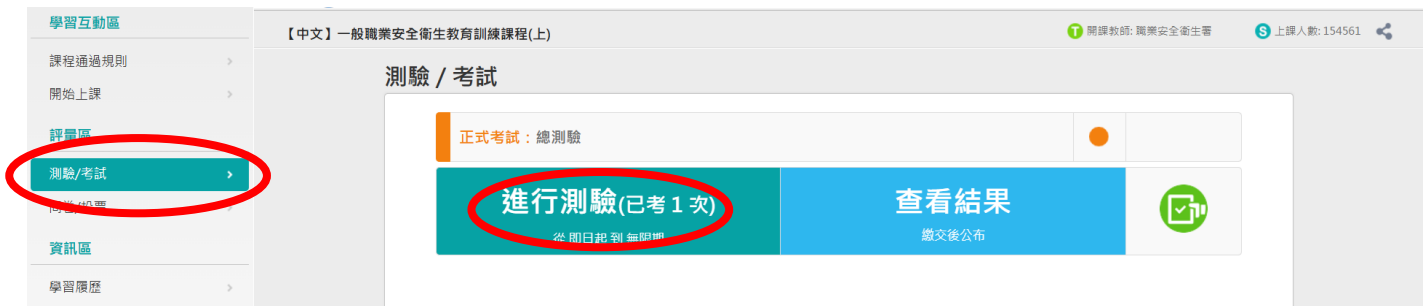 學習互動區
課程通過規則
開始上課
評量區
測驗/考試
問卷/投票
資訊區
學習履歷
【中文】一般職業安全衛生教育訓練課程(上)
T 開課教師: 職業安全衛生署
S 上課人數: 154561
測驗 / 考試
正式考試：總測驗
進行測驗(已考 1 次)
從 即日起 到 無限期
查看結果
繳交後公布